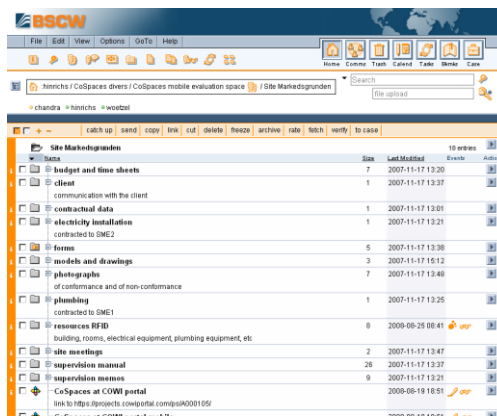 BSCW
File Edit View Options GoTo Help
Home Comms Trash Calend Tasks Bkmks Case
:hinrichs / CoSpaces divers / CoSpaces mobile evaluation space / Site Markedsgrunden
Search
file upload
chandra hinrichs woetzel
catch up send copy link cut delete freeze archive rate fetch verify to case
Site Markedsgrunden 18 entries
Name Size Last Modified Events Actio
budget and time sheets 7 2007-11-17 13:20
client 1 2007-11-17 13:37
communication with the client
contractual data 1 2007-11-17 13:01
electricity installation 1 2007-11-17 13:21
contracted to SME2
forms 5 2007-11-17 13:38
models and drawings 3 2007-11-17 15:12
photographs 7 2007-11-17 13:48
of conformance and of non-conformance
plumbing 1 2007-11-17 13:25
contracted to SME1
resources RFID 8 2008-08-25 08:41
building, rooms, electrical equipment, plumbing equipment, etc
site meetings 2 2007-11-17 13:47
supervision manual 26 2007-11-17 13:37
supervision memos 9 2007-11-17 13:21
CoSpaces at COWI portal 2008-08-19 18:51
link to https://projects.cowiportal.com/ps/A000105/